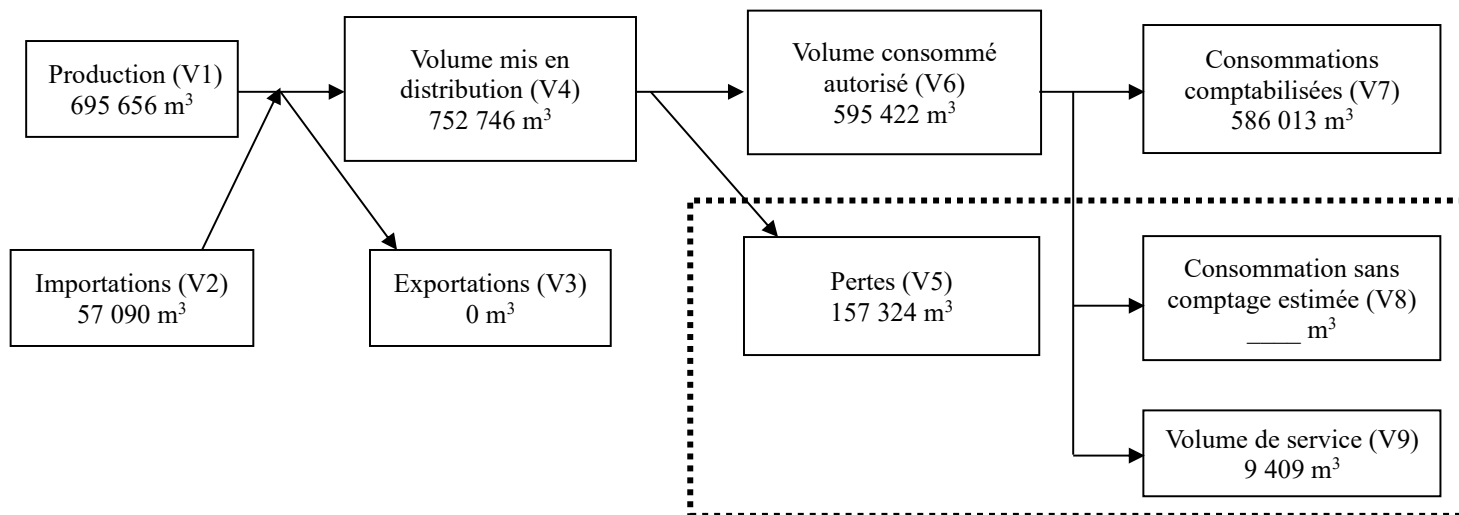 Production (V1)
695 656 m³
Volume mis en
distribution (V4)
752 746 m³
Volume consommé
autorisé (V6)
595 422 m³
Consommations
comptabilisées (V7)
586 013 m³
Importations (V2)
57 090 m³
Exportations (V3)
0 m³
Pertes (V5)
157 324 m³
Consommation sans
comptage estimée (V8)
____ m³
Volume de service (V9)
9 409 m³